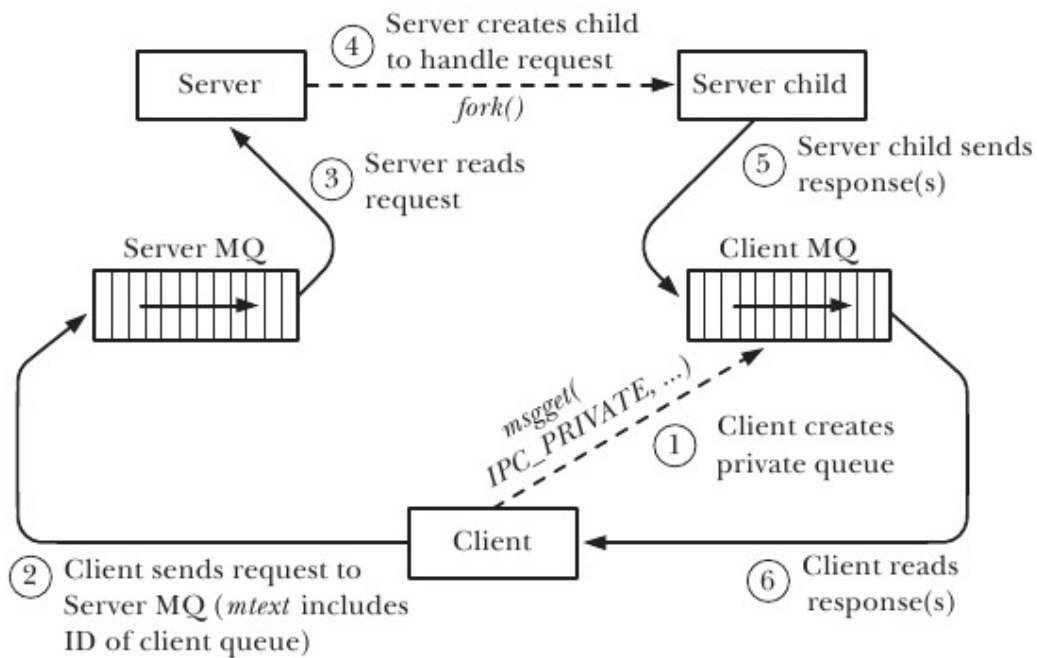 4 Server creates child
to handle request
Server
fork()
Server child
3 Server reads
request
5 Server child sends
response(s)
Server MQ
Client MQ
msgget(
IPC_PRIVATE, ...)
1 Client creates
private queue
Client
2 Client sends request to
Server MQ (mtext includes
ID of client queue)
6 Client reads
response(s)